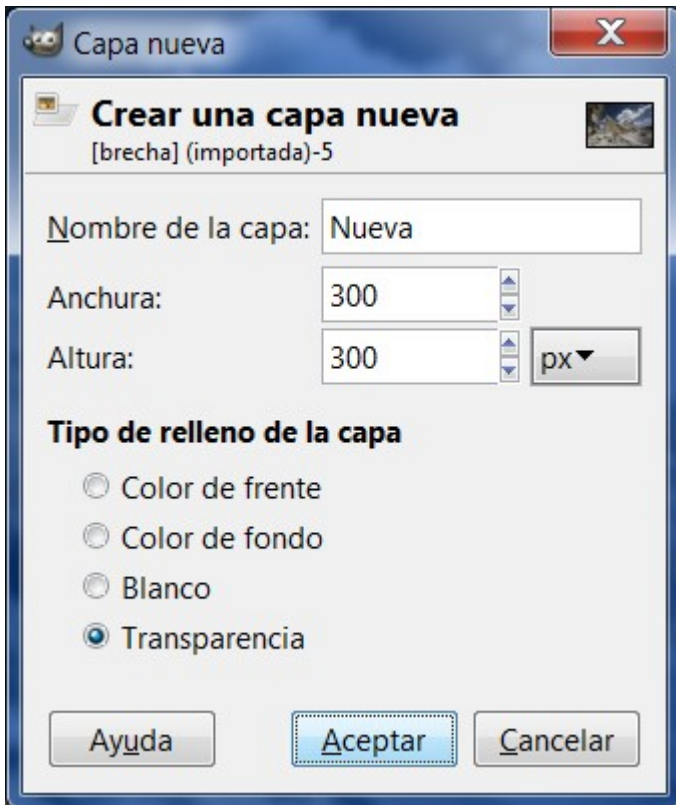 Capa nueva
Crear una capa nueva
[brecha] (importada)-5
Nombre de la capa: Nueva
Anchura: 300
Altura: 300 px
Tipo de relleno de la capa
Color de frente
Color de fondo
Blanco
Transparencia
Ayuda Aceptar Cancelar